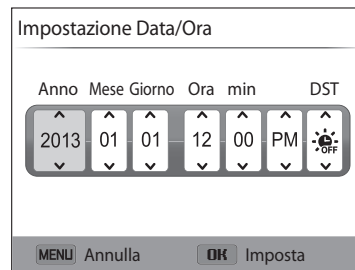 Impostazione Data/Ora
Anno Mese Giorno Ora min DST
2013 01 01 12 00 PM OFF
MENU Annulla OK Imposta